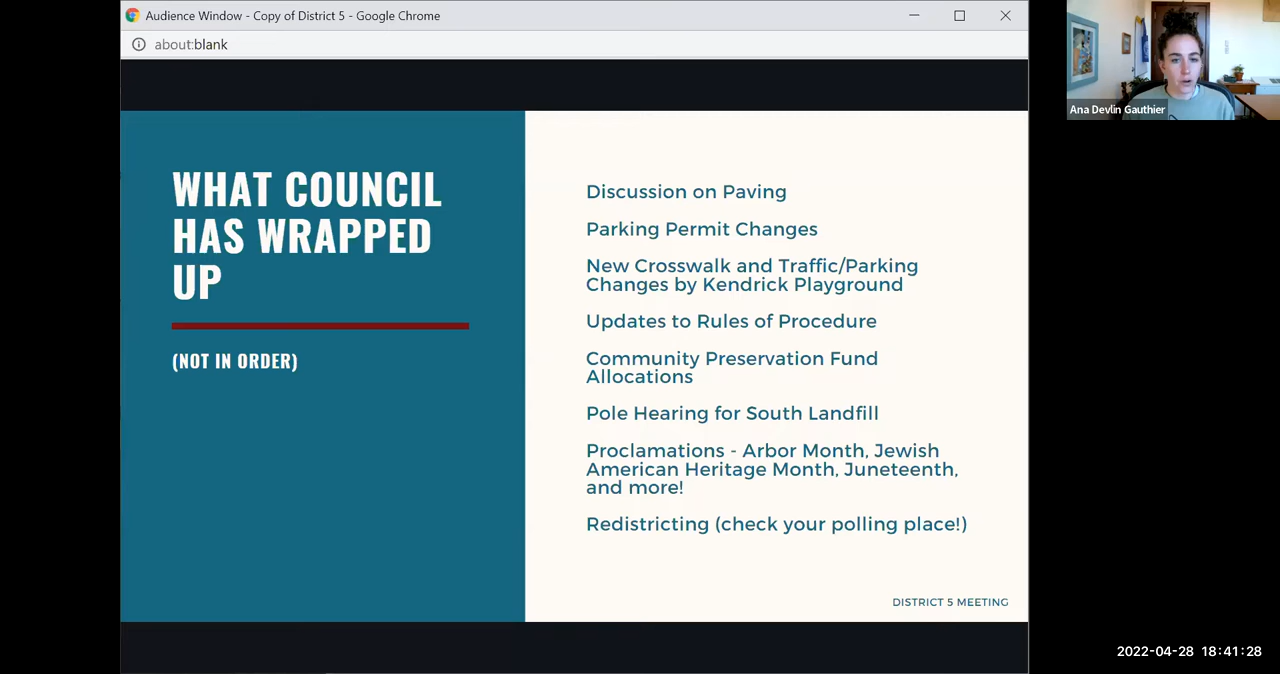 Audience Window - Copy of District 5 - Google Chrome
about:blank
WHAT COUNCIL
HAS WRAPPED
UP
(NOT IN ORDER)
Discussion on Paving
Parking Permit Changes
New Crosswalk and Traffic/Parking
Changes by Kendrick Playground
Updates to Rules of Procedure
Community Preservation Fund
Allocations
Pole Hearing for South Landfill
Proclamations - Arbor Month, Jewish
American Heritage Month, Juneteenth,
and more!
Redistricting (check your polling place!)
DISTRICT 5 MEETING
Ana Devlin Gauthier
2022-04-28 18:41:28